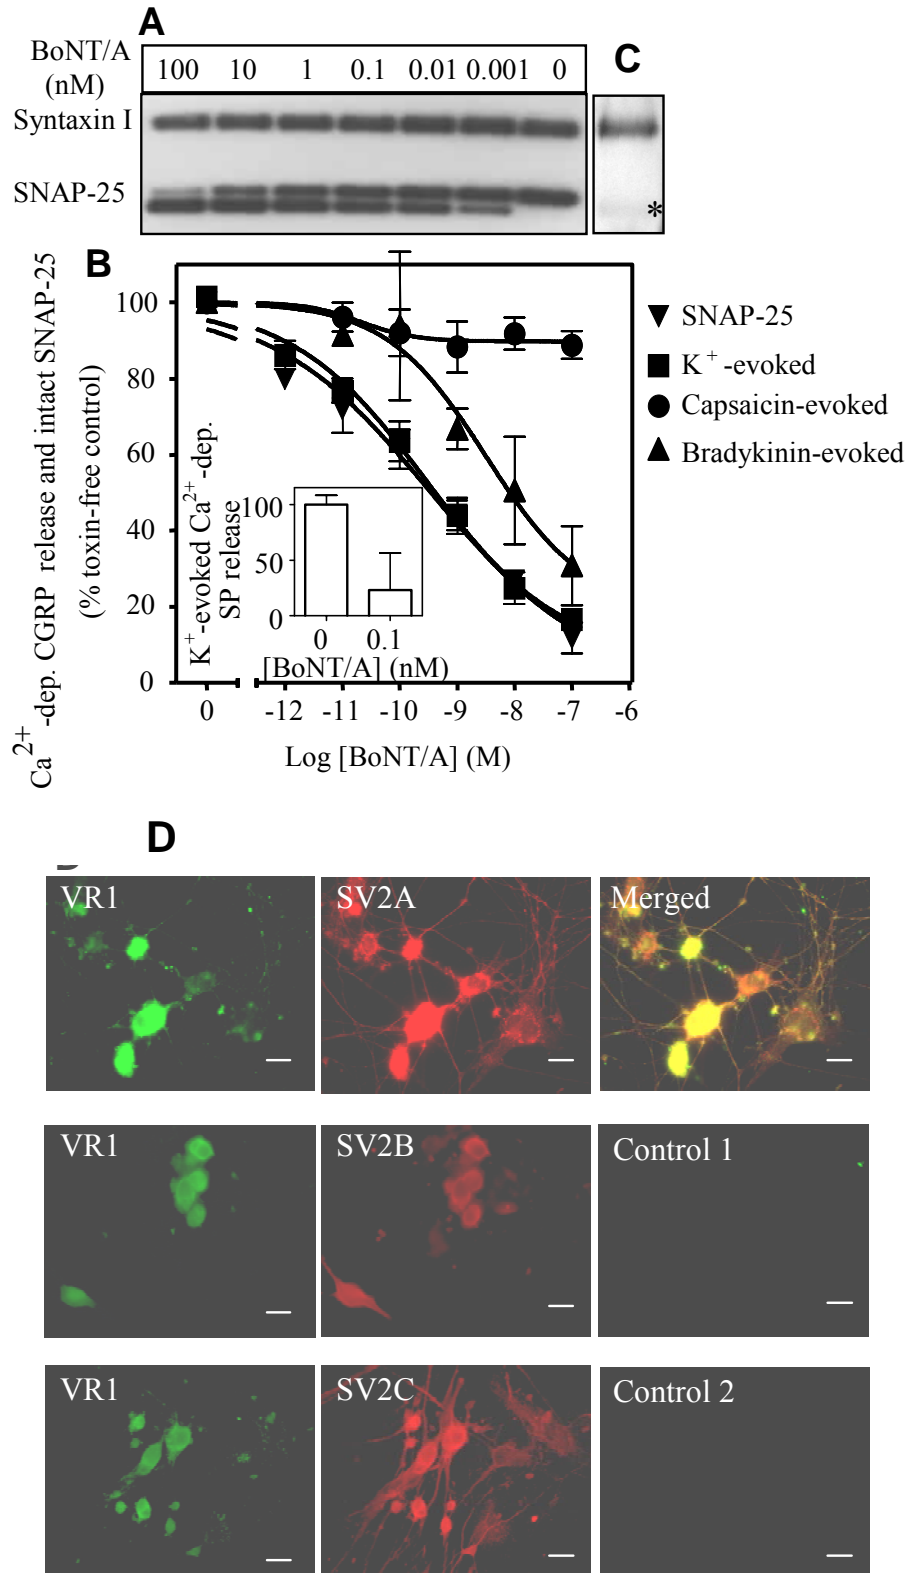 A
BoNT/A
(nM)
100 10 1 0.1 0.01 0.001 0
C
Syntaxin I
SNAP-25
*
B
Ca2+ -dep. CGRP release and intact SNAP-25
(% toxin-free control)
100
80
60
40
20
0
K+-evoked Ca2+ -dep.
SP release
100
50
0
0 0.1
[BoNT/A] (nM)
0 -12 -11 -10 -9 -8 -7 -6
Log [BoNT/A] (M)
SNAP-25
K+ -evoked
Capsaicin-evoked
Bradykinin-evoked
D
VR1
SV2A
Merged
VR1
SV2B
Control 1
VR1
SV2C
Control 2